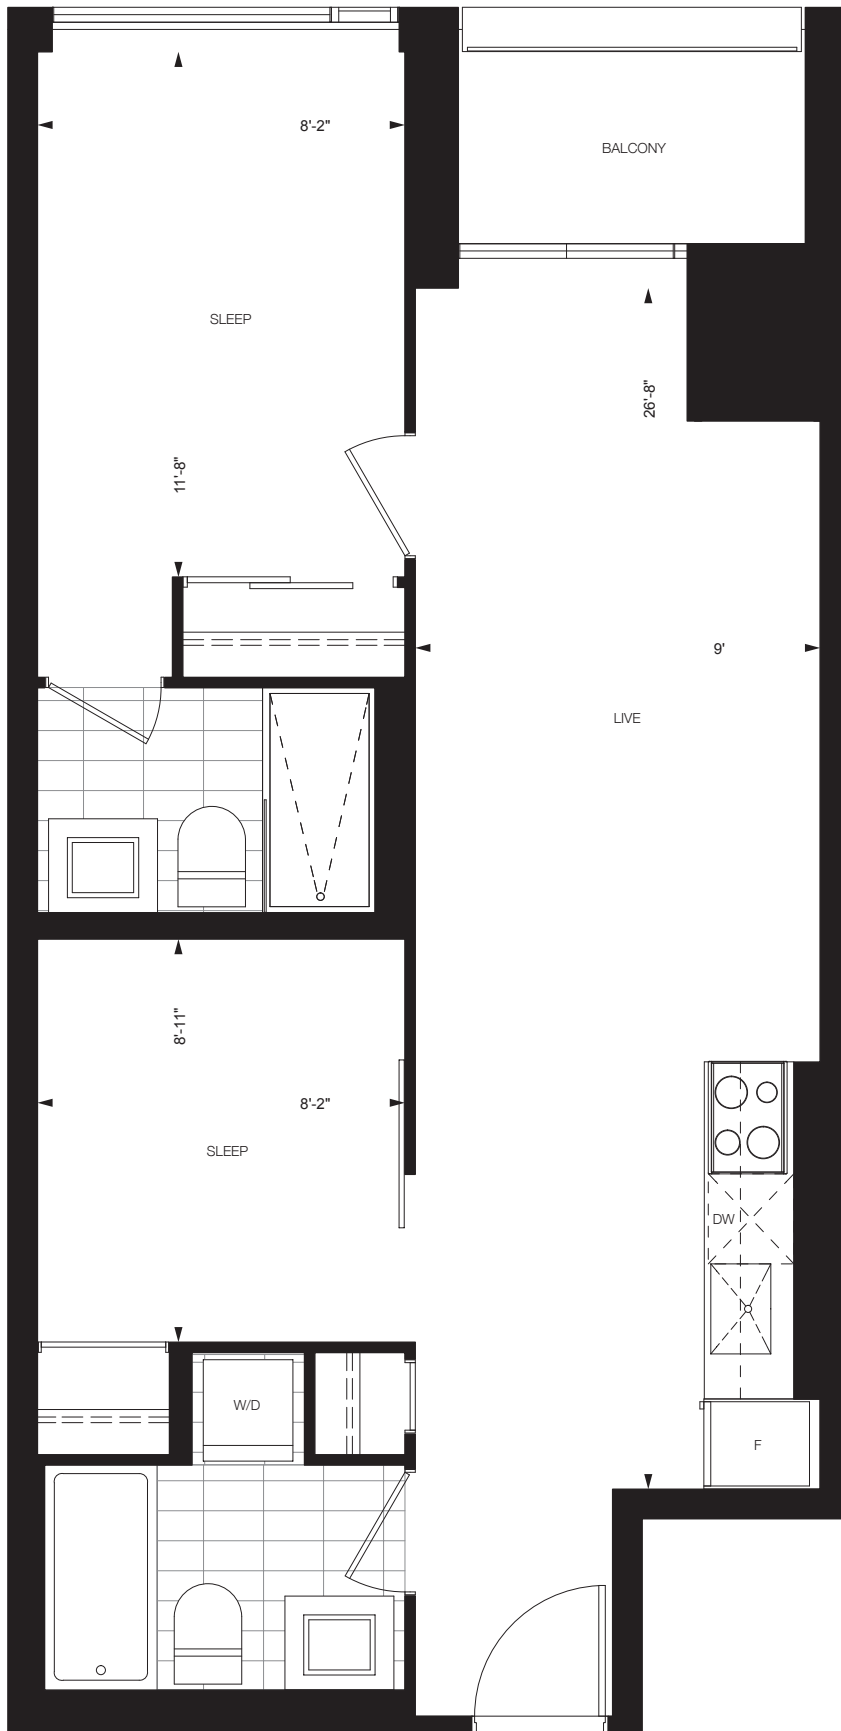 8'-2"
BALCONY
SLEEP
26'-8"
11'-8"
9'
LIVE
8'-11"
8'-2"
SLEEP
DW
W/D
F